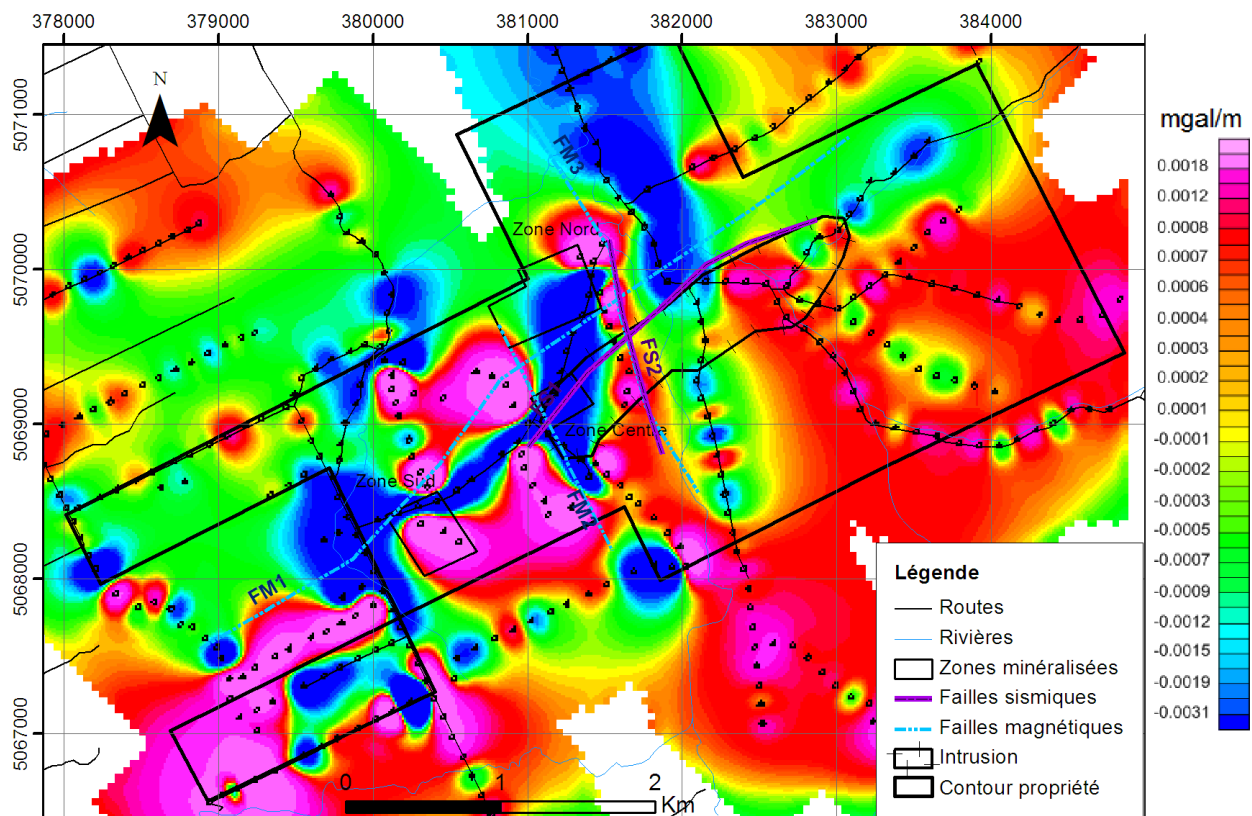 378000 379000 380000 381000 382000 383000 384000
N
5071000
5070000
5069000
5068000
5067000
mgal/m
0.0018
0.0012
0.0008
0.0007
0.0006
0.0004
0.0003
0.0002
0.0001
-0.0001
-0.0002
-0.0003
-0.0005
-0.0007
-0.0009
-0.0012
-0.0015
-0.0019
-0.0031
FM3
Zone Nord
FS2
Zone Centre
Zone Sud
FM2
FM1
Légende
Routes
Rivières
Zones minéralisées
Failles sismiques
Failles magnétiques
Intrusion
Contour propriété
0 1 2
Km